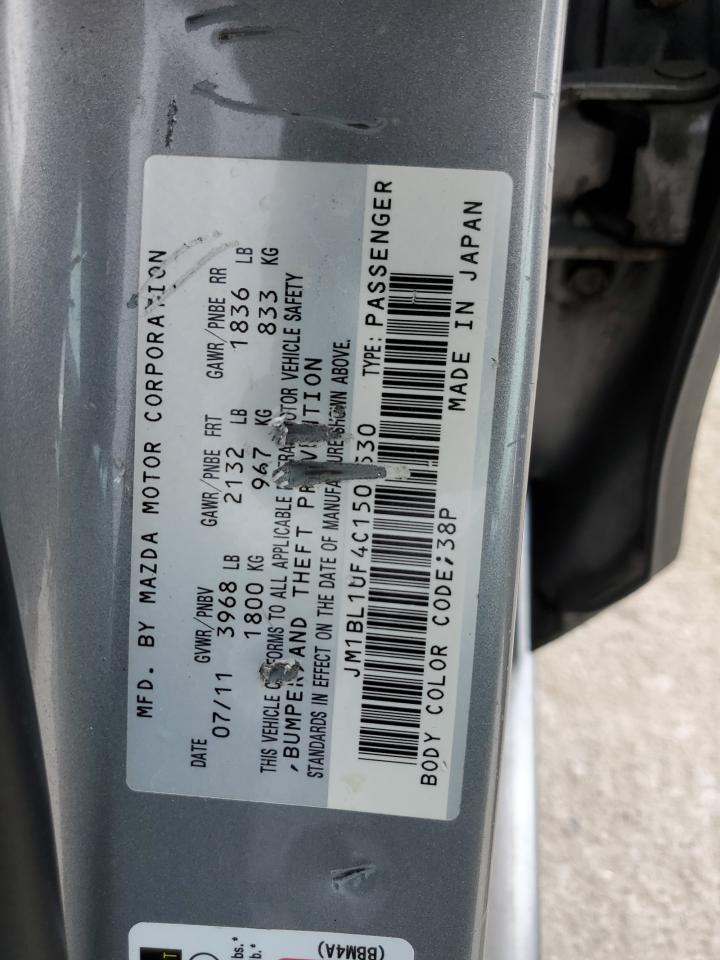 MFD. BY MAZDA MOTOR CORPORATION
DATE GVWR/PNBV GAWR/PNBE FRT GAWR/PNBE RR
07/11 3968 LB 2132 LB 1836 LB
1800 KG 967 KG 833 KG
THIS VEHICLE TO ALL APPLICABLE VEHICLE SAFETY
, BUMPER AND THEFT PREVENTION
STANDARDS IN EFFECT ON THE DATE OF MANUFACTURE SHOWN ABOVE.
TYPE: PASSENGER
BODY COLOR CODE:38P MADE IN JAPAN
(BBM4A)